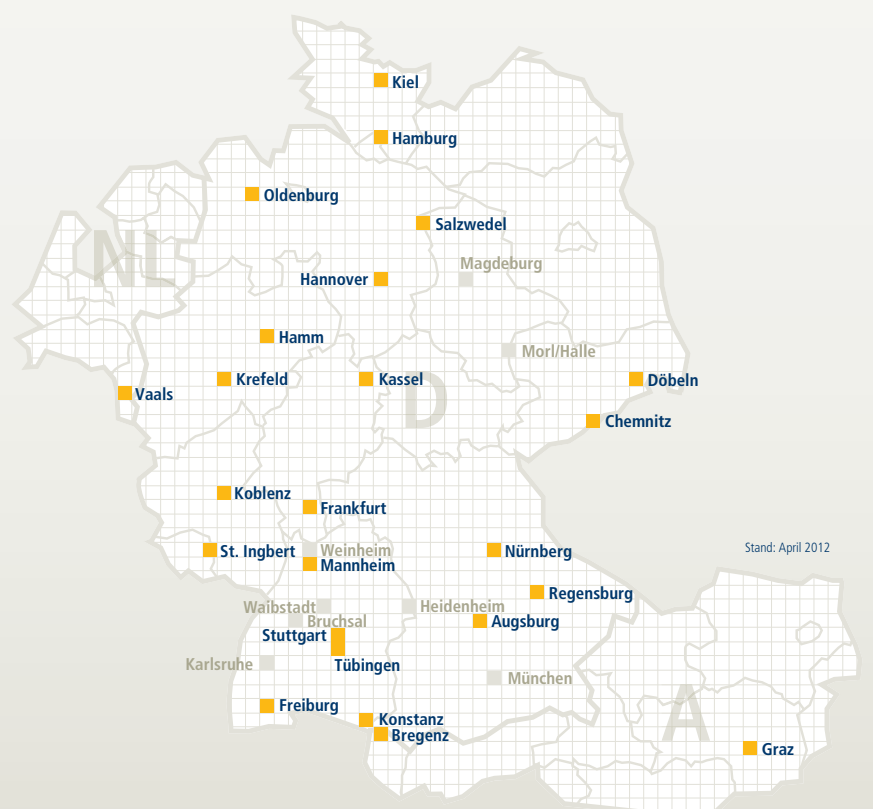 Kiel
Hamburg
Oldenburg
Salzwedel
NL
Magdeburg
Hannover
Hamm
Morl/Halle
Krefeld
Kassel
Döbeln
Vaals
D
Chemnitz
Koblenz
Frankfurt
Stand: April 2012
St. Ingbert
Weinheim
Nürnberg
Mannheim
Regensburg
Waibstadt
Heidenheim
Bruchsal
Augsburg
Stuttgart
Karlsruhe
Tübingen
München
Freiburg
A
Konstanz
Bregenz
Graz